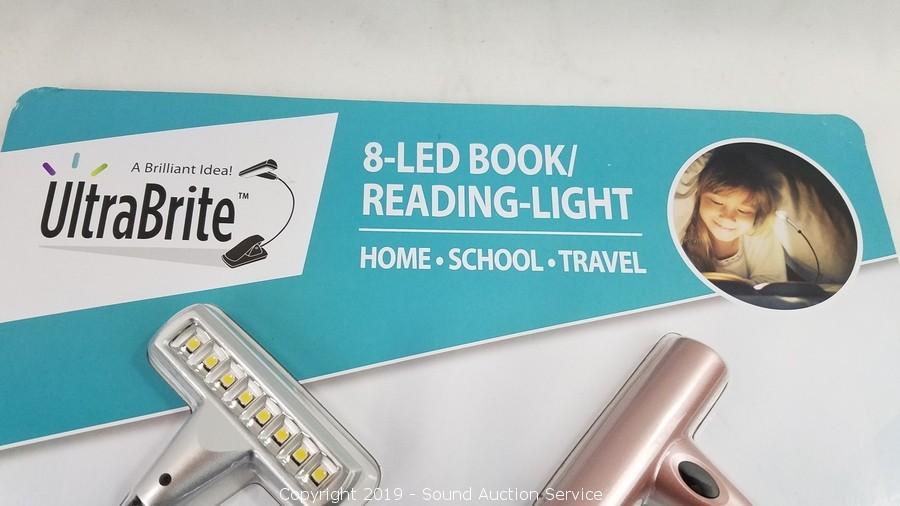 A Brilliant Idea!
UltraBrite™
8-LED BOOK/
READING-LIGHT
HOME • SCHOOL • TRAVEL
Copyright 2019 - Sound Auction Service